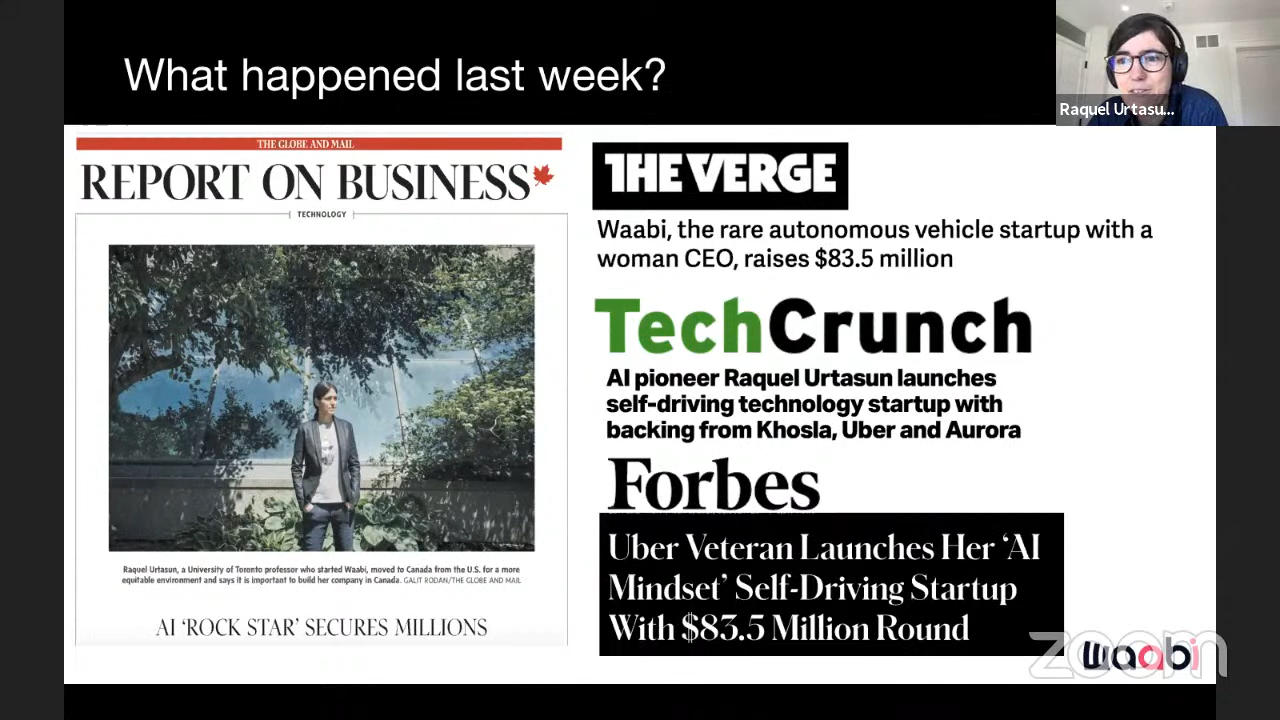 What happened last week?
Raquel Urtasu...
THE GLOBE AND MAIL
REPORT ON BUSINESS
TECHNOLOGY
Raquel Urtasun, a University of Toronto professor who started Waabi, moved to Canada from the U.S. for a more
equitable environment and says it is important to build her company in Canada. GALIT RODAN/THE GLOBE AND MAIL
AI ‘ROCK STAR’ SECURES MILLIONS
THE VERGE
Waabi, the rare autonomous vehicle startup with a
woman CEO, raises $83.5 million
TechCrunch
AI pioneer Raquel Urtasun launches
self-driving technology startup with
backing from Khosla, Uber and Aurora
Forbes
Uber Veteran Launches Her ‘AI
Mindset’ Self-Driving Startup
With $83.5 Million Round
zoom
waabi